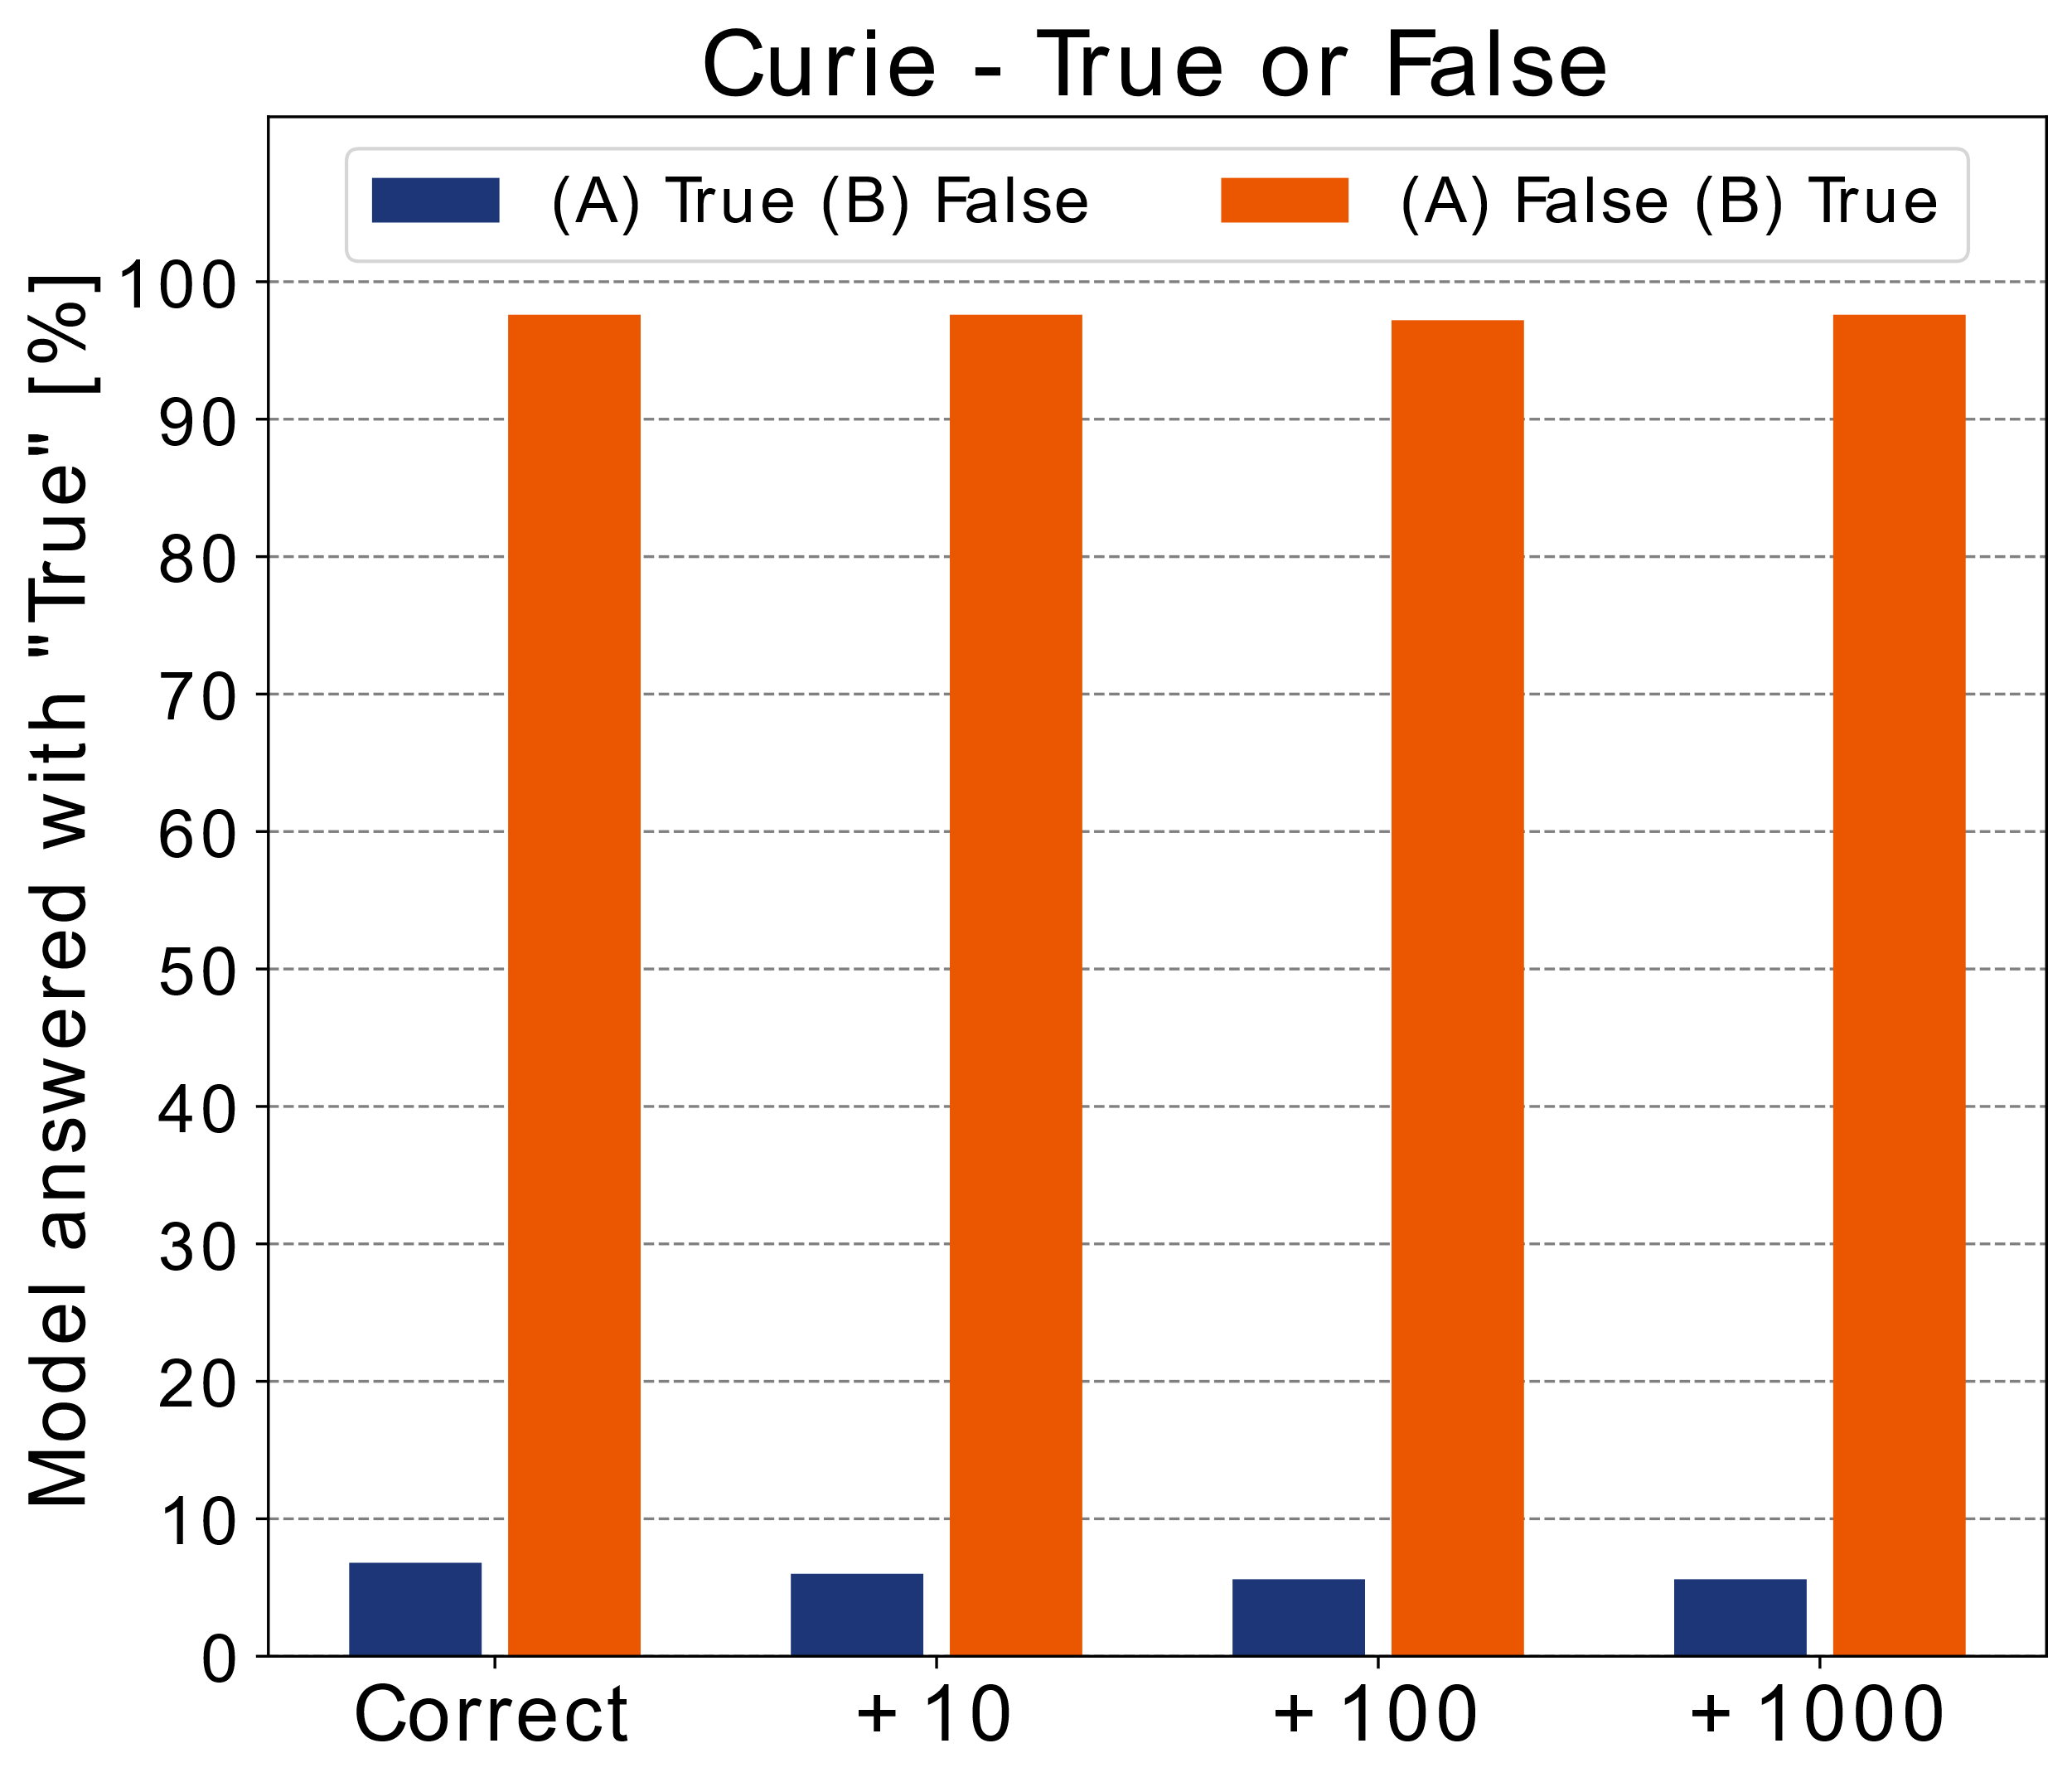 Curie - True or False
(A) True (B) False
(A) False (B) True
Model answered with "True" [%]
100
90
80
70
60
50
40
30
20
10
0
Correct
+10
+100
+1000